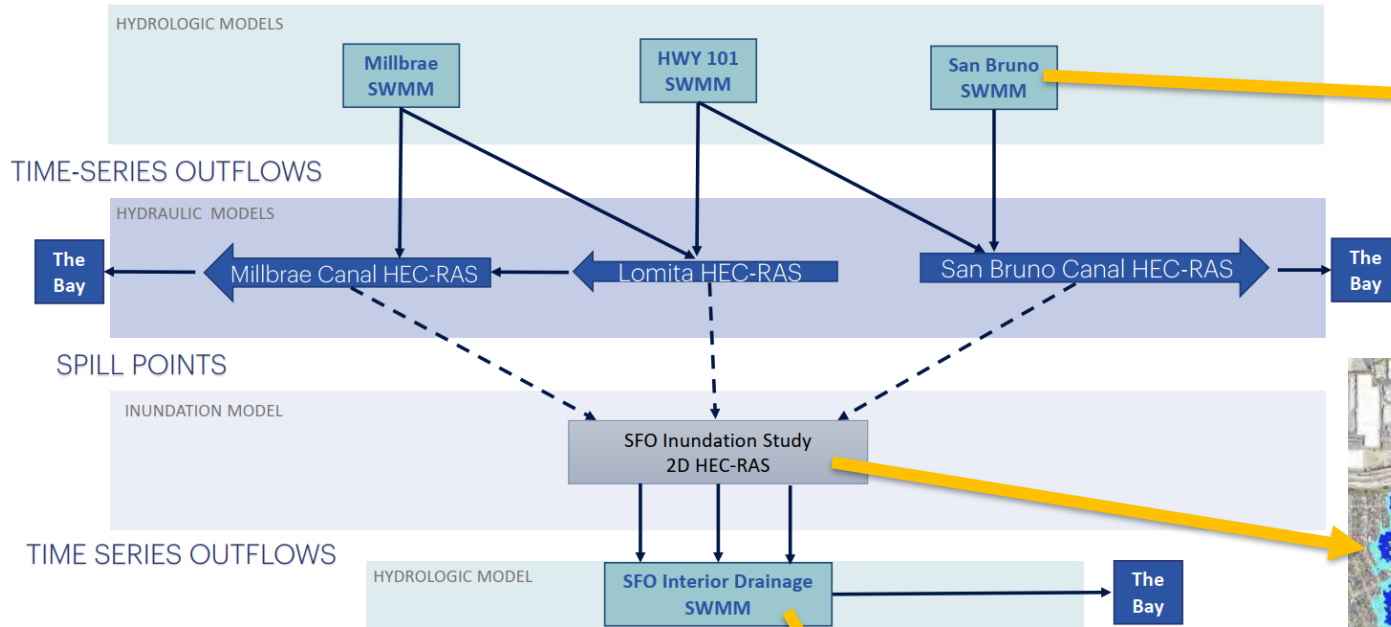 HYDROLOGIC MODELS
Millbrae
SWMM
HWY 101
SWMM
San Bruno
SWMM
TIME-SERIES OUTFLOWS
HYDRAULIC MODELS
The
Bay
Millbrae Canal HEC-RAS
Lomita HEC-RAS
San Bruno Canal HEC-RAS
The
Bay
SPILL POINTS
INUNDATION MODEL
SFO Inundation Study
2D HEC-RAS
TIME SERIES OUTFLOWS
HYDROLOGIC MODEL
SFO Interior Drainage
SWMM
The
Bay